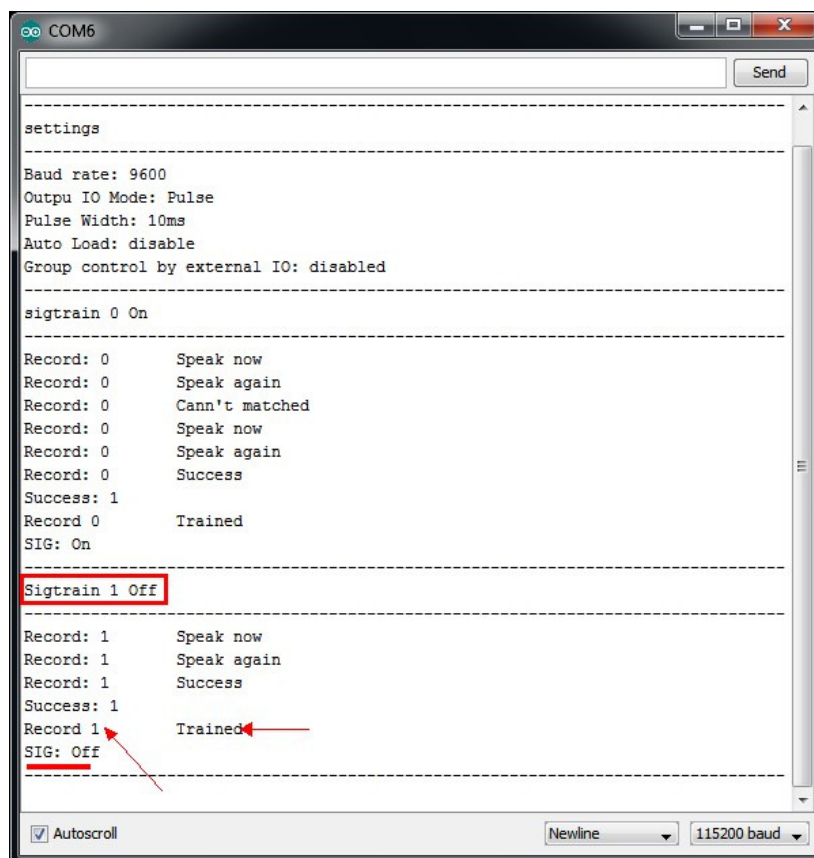 COM6
Send
--------------------------------------------------------------------------------
settings
--------------------------------------------------------------------------------
Baud rate: 9600
Outpu IO Mode: Pulse
Pulse Width: 10ms
Auto Load: disable
Group control by external IO: disabled
--------------------------------------------------------------------------------
sigtrain 0 On
--------------------------------------------------------------------------------
Record: 0 Speak now
Record: 0 Speak again
Record: 0 Cann't matched
Record: 0 Speak now
Record: 0 Speak again
Record: 0 Success
Success: 1
Record 0 Trained
SIG: On
--------------------------------------------------------------------------------
Sigtrain 1 Off
--------------------------------------------------------------------------------
Record: 1 Speak now
Record: 1 Speak again
Record: 1 Success
Success: 1
Record 1 Trained
SIG: Off
--------------------------------------------------------------------------------
Autoscroll Newline 115200 baud